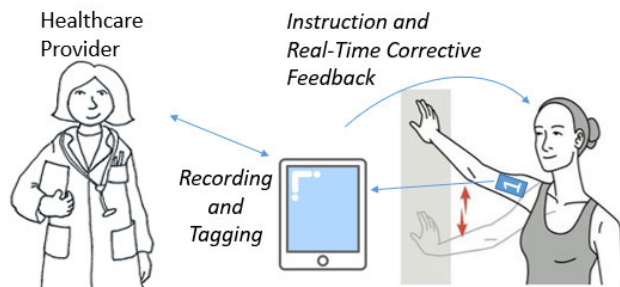 Healthcare
Provider
Instruction and
Real-Time Corrective
Feedback
Recording
and
Tagging
1